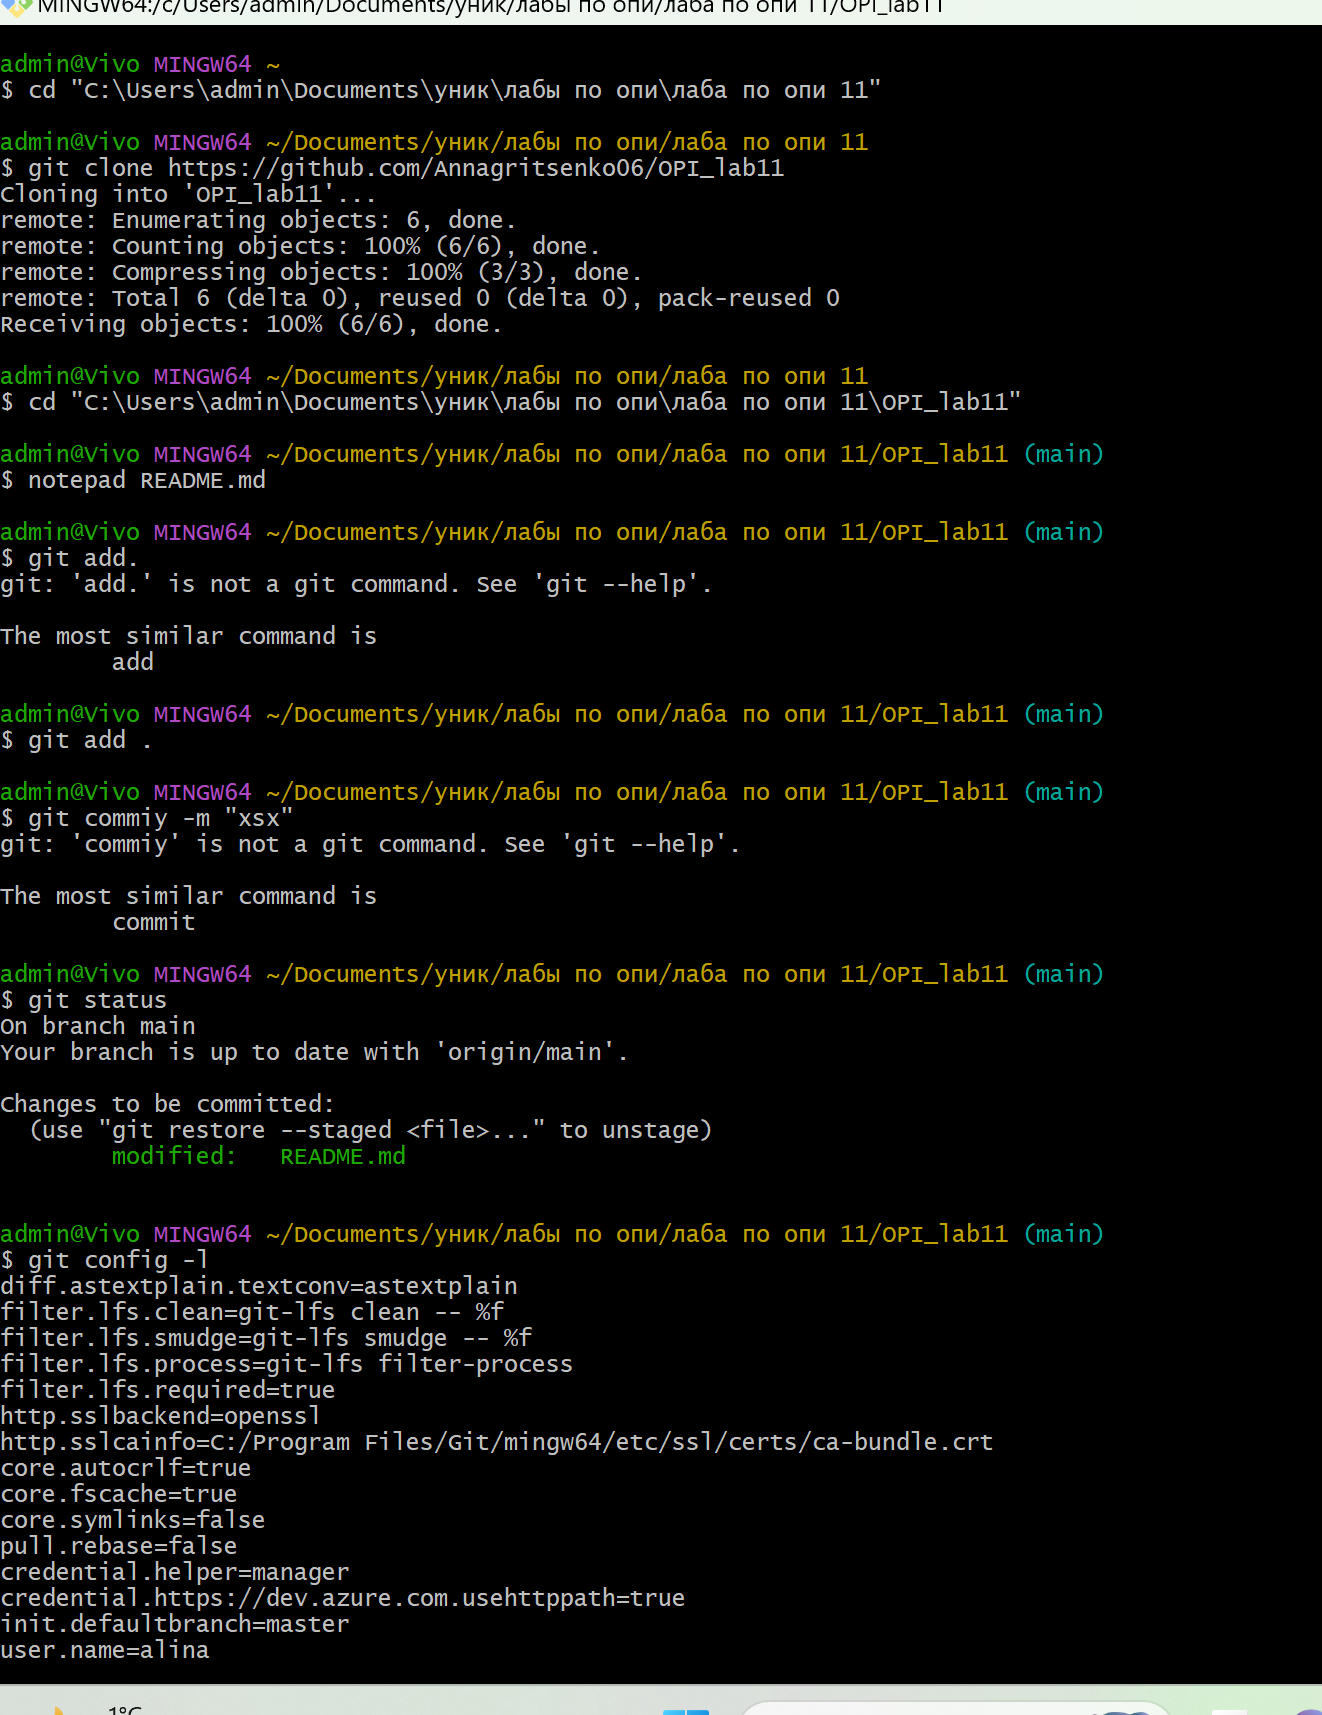 MINGW64:/c/Users/admin/Documents/уник/лабы по опи/лаба по опи 11/OPI_lab11
admin@Vivo MINGW64 ~
$ cd "C:\Users\admin\Documents\уник\лабы по опи\лаба по опи 11"
admin@Vivo MINGW64 ~/Documents/уник/лабы по опи/лаба по опи 11
$ git clone https://github.com/Annagritsenko06/OPI_lab11
Cloning into 'OPI_lab11'...
remote: Enumerating objects: 6, done.
remote: Counting objects: 100% (6/6), done.
remote: Compressing objects: 100% (3/3), done.
remote: Total 6 (delta 0), reused 0 (delta 0), pack-reused 0
Receiving objects: 100% (6/6), done.
admin@Vivo MINGW64 ~/Documents/уник/лабы по опи/лаба по опи 11
$ cd "C:\Users\admin\Documents\уник\лабы по опи\лаба по опи 11\OPI_lab11"
admin@Vivo MINGW64 ~/Documents/уник/лабы по опи/лаба по опи 11/OPI_lab11 (main)
$ notepad README.md
admin@Vivo MINGW64 ~/Documents/уник/лабы по опи/лаба по опи 11/OPI_lab11 (main)
$ git add.
git: 'add.' is not a git command. See 'git --help'.
The most similar command is
add
admin@Vivo MINGW64 ~/Documents/уник/лабы по опи/лаба по опи 11/OPI_lab11 (main)
$ git add .
admin@Vivo MINGW64 ~/Documents/уник/лабы по опи/лаба по опи 11/OPI_lab11 (main)
$ git commiy -m "xsx"
git: 'commiy' is not a git command. See 'git --help'.
The most similar command is
commit
admin@Vivo MINGW64 ~/Documents/уник/лабы по опи/лаба по опи 11/OPI_lab11 (main)
$ git status
On branch main
Your branch is up to date with 'origin/main'.
Changes to be committed:
(use "git restore --staged <file>..." to unstage)
modified:   README.md
admin@Vivo MINGW64 ~/Documents/уник/лабы по опи/лаба по опи 11/OPI_lab11 (main)
$ git config -l
diff.astextplain.textconv=astextplain
filter.lfs.clean=git-lfs clean -- %f
filter.lfs.smudge=git-lfs smudge -- %f
filter.lfs.process=git-lfs filter-process
filter.lfs.required=true
http.sslbackend=openssl
http.sslcainfo=C:/Program Files/Git/mingw64/etc/ssl/certs/ca-bundle.crt
core.autocrlf=true
core.fscache=true
core.symlinks=false
pull.rebase=false
credential.helper=manager
credential.https://dev.azure.com.usehttppath=true
init.defaultbranch=master
user.name=alina